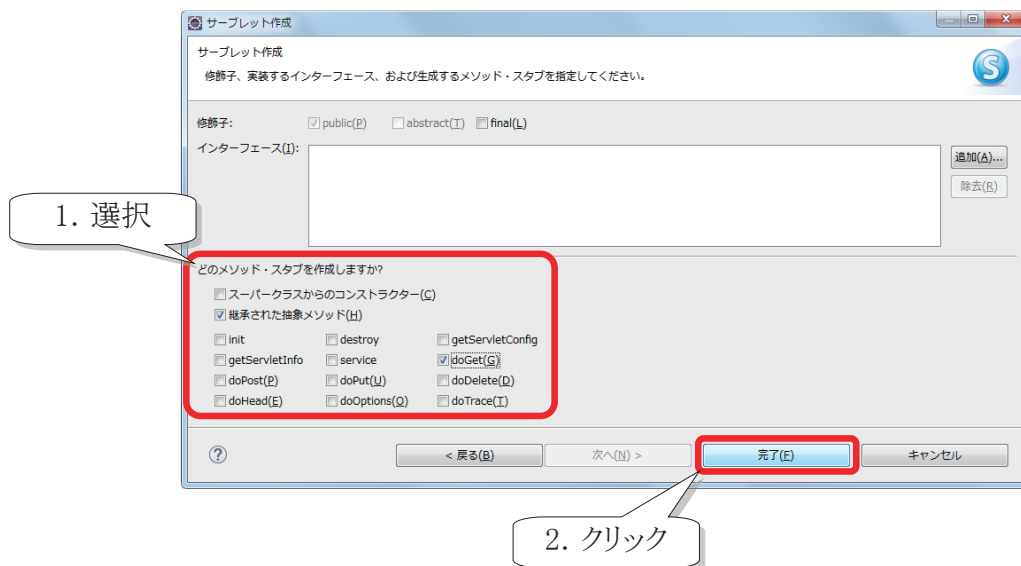 サーブレット作成
サーブレット作成
修飾子、実装するインターフェース、および生成するメソッド・スタブを指定してください。
S
修飾子: public(P) abstract(T) final(L)
インターフェース(I):
追加(A)...
除去(R)
1. 選択
どのメソッド・スタブを作成しますか?
スーパークラスからのコンストラクター(C)
継承された抽象メソッド(H)
init destroy getServletConfig
getServletInfo service doGet(G)
doPost(P) doPut(U) doDelete(D)
doHead(E) doOptions(O) doTrace(T)
? < 戻る(B) 次へ(N) > 完了(F) キャンセル
2. クリック